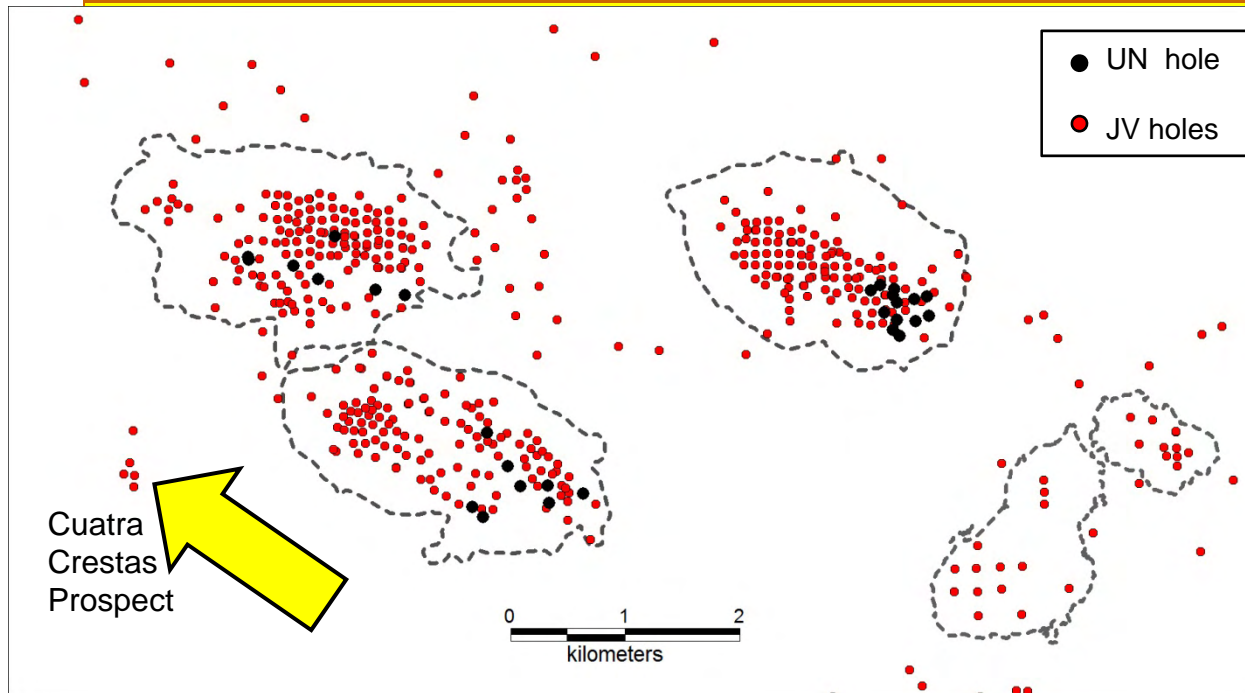 UN hole
JV holes
Cuatra
Crestas
Prospect
0 1 2
kilometers